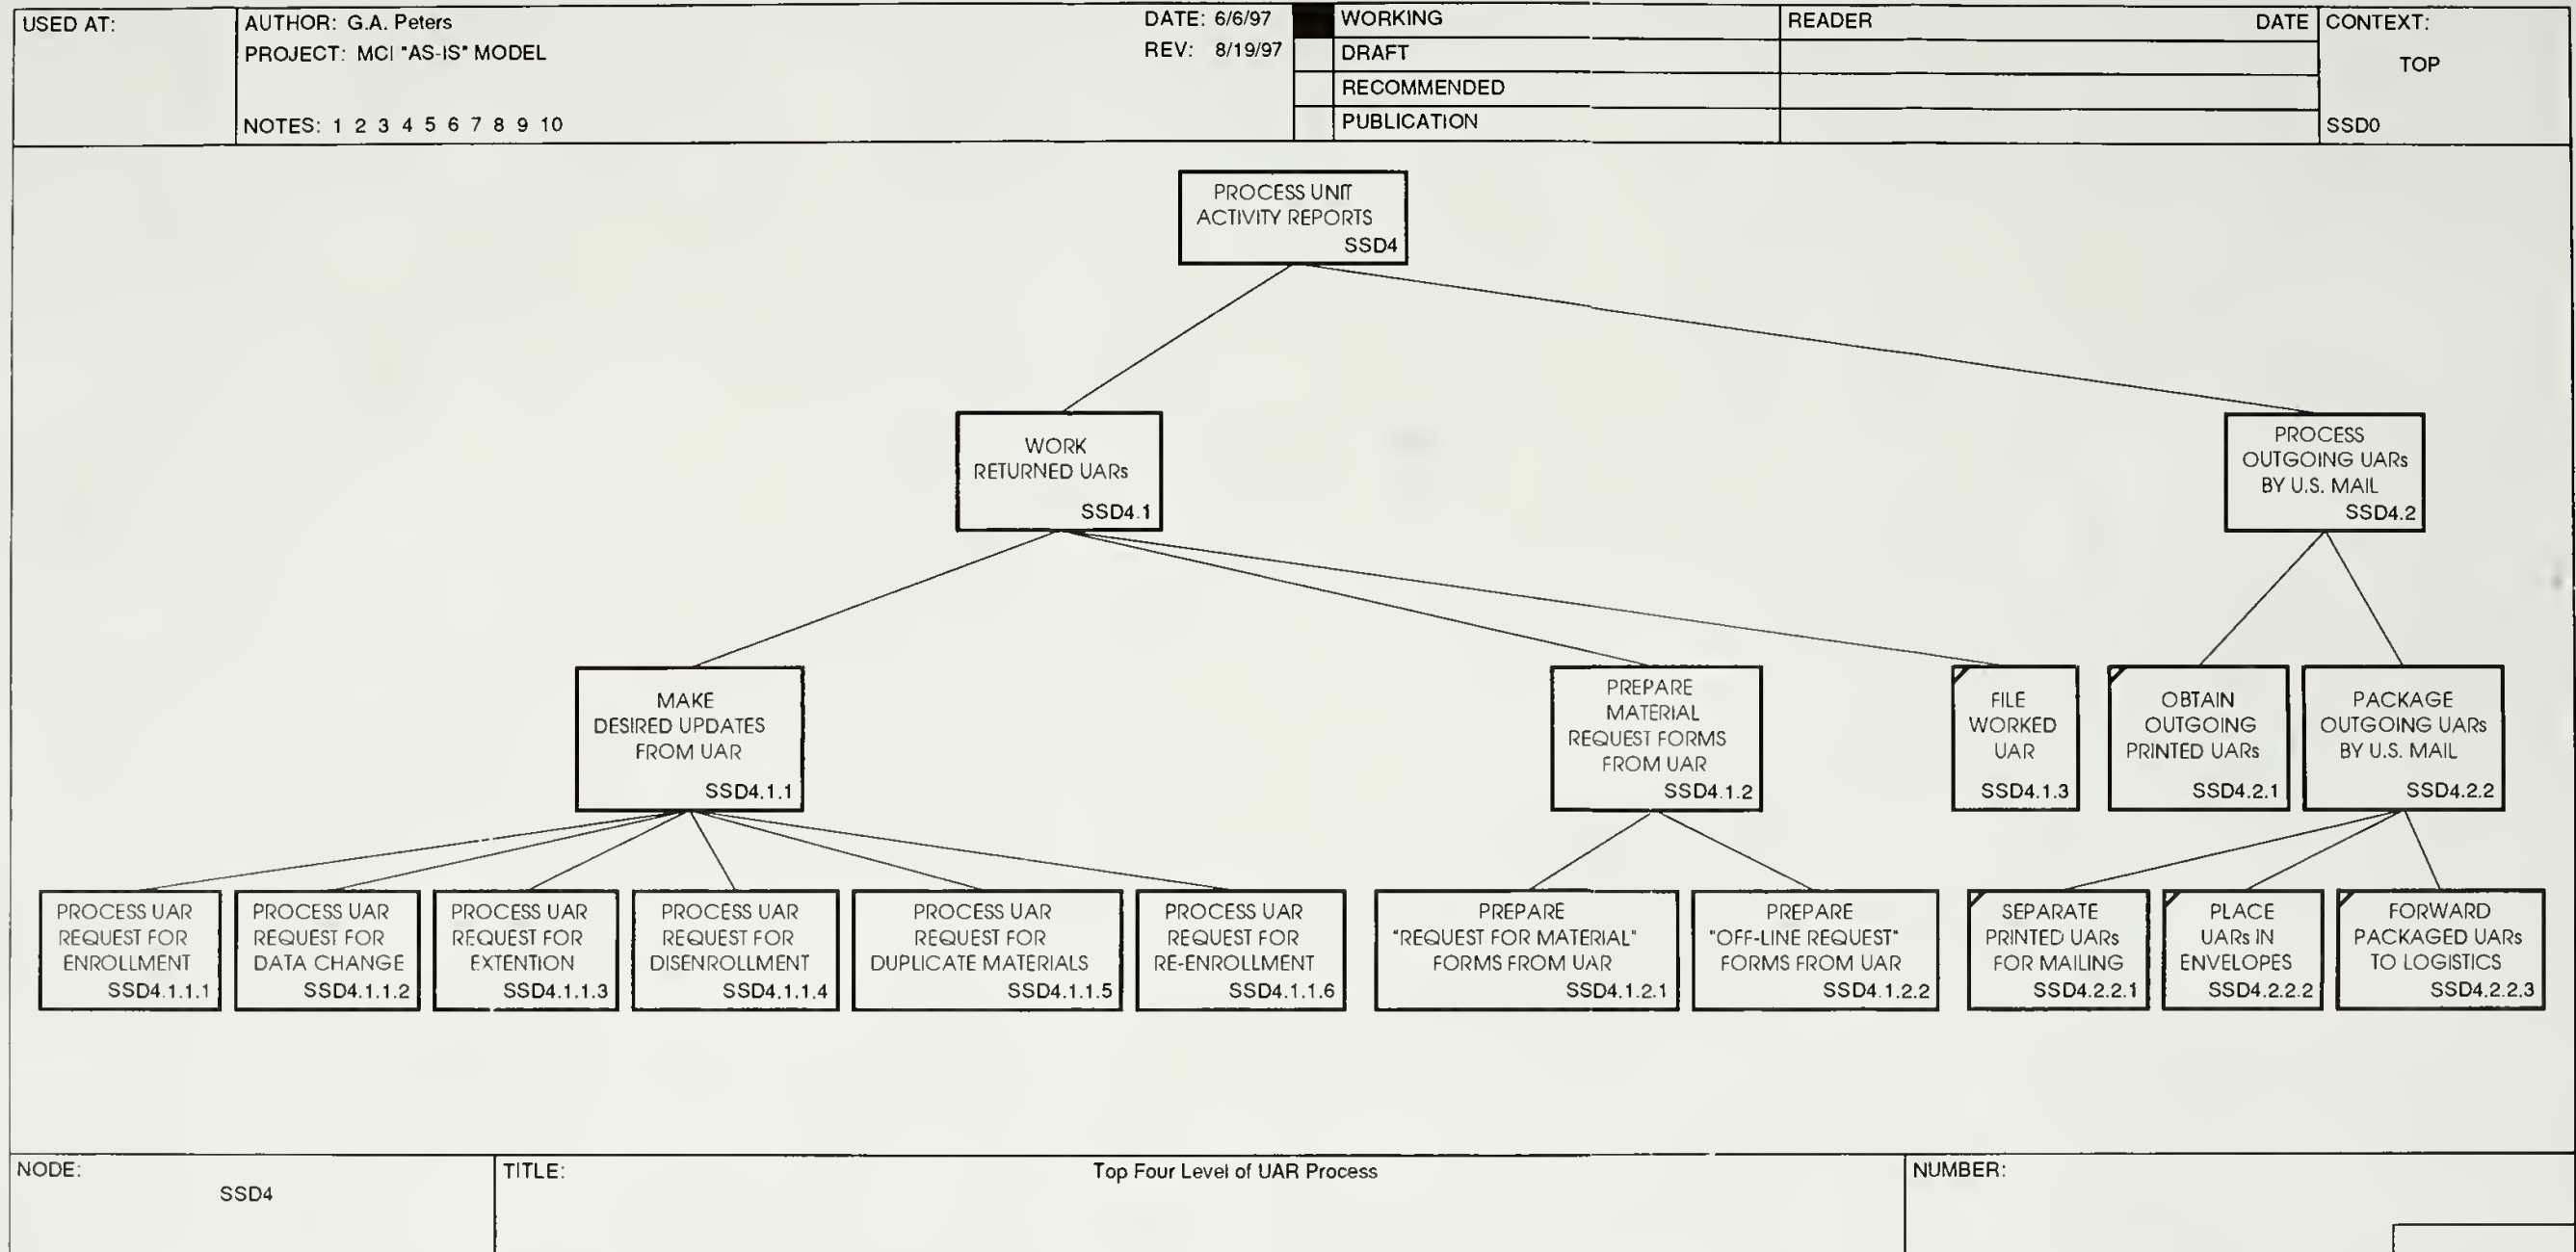 USED AT:
AUTHOR: G.A. Peters
DATE: 6/6/97
PROJECT: MCI "AS-IS" MODEL
REV: 8/19/97
NOTES: 1 2 3 4 5 6 7 8 9 10
WORKING
DRAFT
RECOMMENDED
PUBLICATION
READER DATE
CONTEXT:
TOP
SSD0
PROCESS UNIT
ACTIVITY REPORTS
SSD4
WORK
RETURNED UARs
SSD4.1
PROCESS
OUTGOING UARs
BY U.S. MAIL
SSD4.2
MAKE
DESIRED UPDATES
FROM UAR
SSD4.1.1
PREPARE
MATERIAL
REQUEST FORMS
FROM UAR
SSD4.1.2
FILE
WORKED
UAR
SSD4.1.3
OBTAIN
OUTGOING
PRINTED UARs
SSD4.2.1
PACKAGE
OUTGOING UARs
BY U.S. MAIL
SSD4.2.2
PROCESS UAR
REQUEST FOR
ENROLLMENT
SSD4.1.1.1
PROCESS UAR
REQUEST FOR
DATA CHANGE
SSD4.1.1.2
PROCESS UAR
REQUEST FOR
EXTENTION
SSD4.1.1.3
PROCESS UAR
REQUEST FOR
DISENROLLMENT
SSD4.1.1.4
PROCESS UAR
REQUEST FOR
DUPLICATE MATERIALS
SSD4.1.1.5
PROCESS UAR
REQUEST FOR
RE-ENROLLMENT
SSD4.1.1.6
PREPARE
"REQUEST FOR MATERIAL"
FORMS FROM UAR
SSD4.1.2.1
PREPARE
"OFF-LINE REQUEST"
FORMS FROM UAR
SSD4.1.2.2
SEPARATE
PRINTED UARs
FOR MAILING
SSD4.2.2.1
PLACE
UARs IN
ENVELOPES
SSD4.2.2.2
FORWARD
PACKAGED UARs
TO LOGISTICS
SSD4.2.2.3
NODE:
SSD4
TITLE:
Top Four Level of UAR Process
NUMBER: